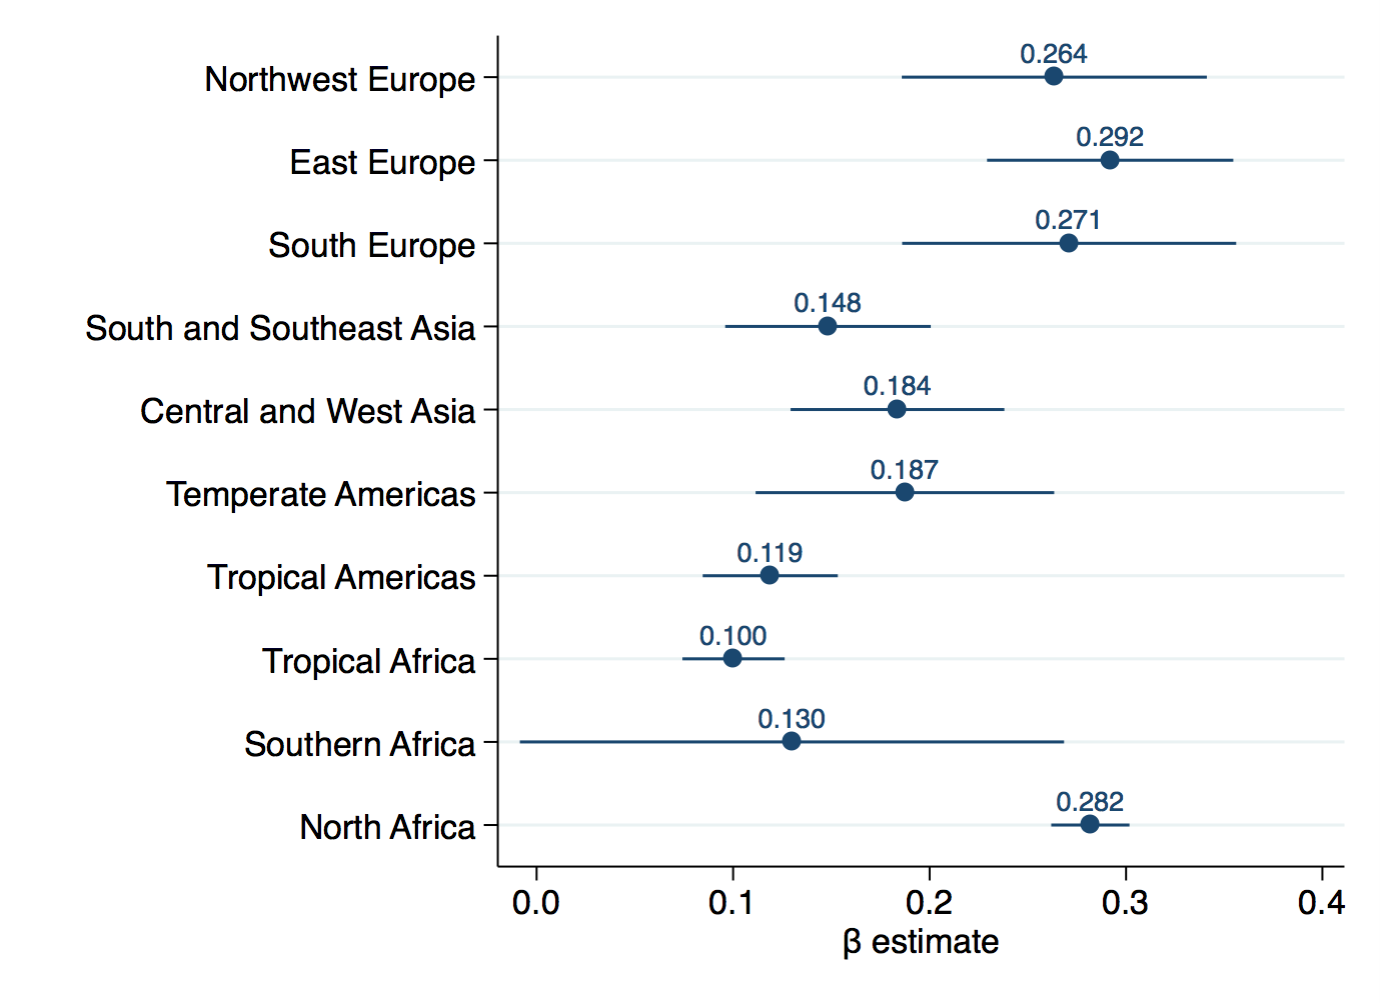 0.264
Northwest Europe
0.292
East Europe
0.271
South Europe
0.148
South and Southeast Asia
0.184
Central and West Asia
0.187
Temperate Americas
0.119
Tropical Americas
0.100
Tropical Africa
0.130
Southern Africa
0.282
North Africa
0.0 0.1 0.2 0.3 0.4
β estimate